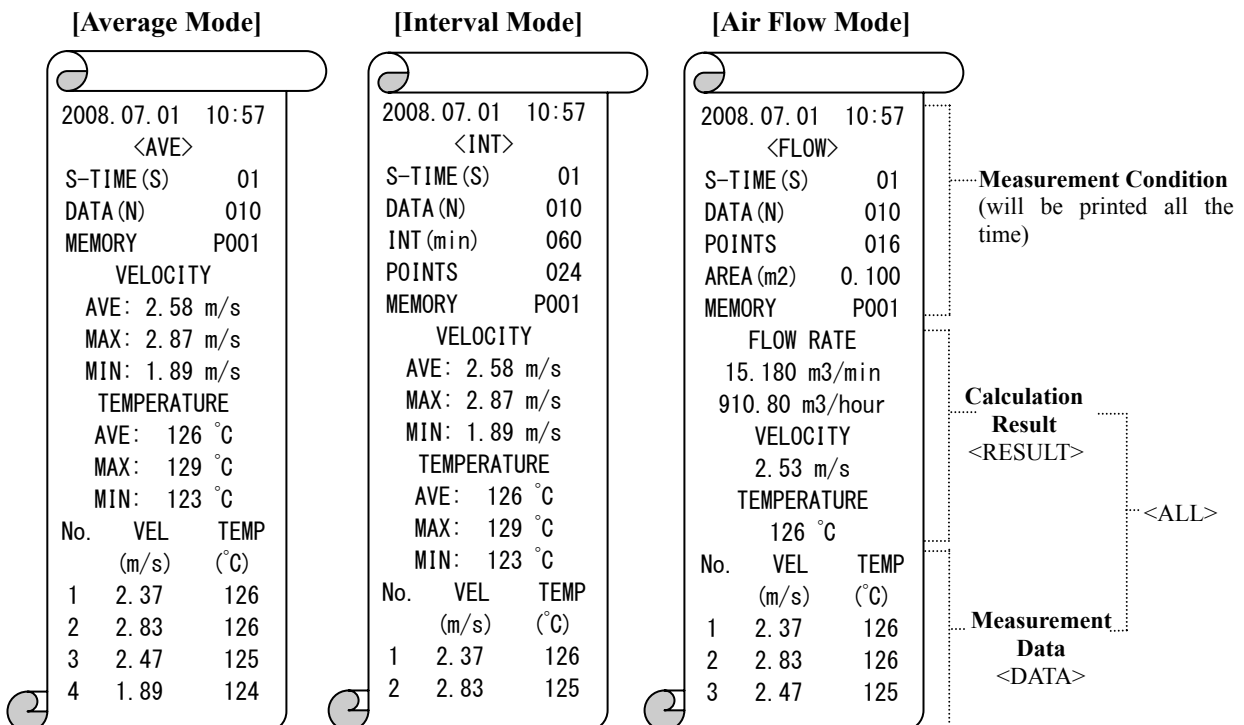 [Average Mode]
2008.07.01 10:57
<AVE>
S-TIME(S) 01
DATA(N) 010
MEMORY P001
VELOCITY
AVE: 2.58 m/s
MAX: 2.87 m/s
MIN: 1.89 m/s
TEMPERATURE
AVE: 126 °C
MAX: 129 °C
MIN: 123 °C
No. VEL TEMP
(m/s) (°C)
1 2.37 126
2 2.83 126
3 2.47 125
4 1.89 124
[Interval Mode]
2008.07.01 10:57
<INT>
S-TIME(S) 01
DATA(N) 010
INT(min) 060
POINTS 024
MEMORY P001
VELOCITY
AVE: 2.58 m/s
MAX: 2.87 m/s
MIN: 1.89 m/s
TEMPERATURE
AVE: 126 °C
MAX: 129 °C
MIN: 123 °C
No. VEL TEMP
(m/s) (°C)
1 2.37 126
2 2.83 125
[Air Flow Mode]
2008.07.01 10:57
<FLOW>
S-TIME(S) 01
DATA(N) 010
POINTS 016
AREA(m2) 0.100
MEMORY P001
FLOW RATE
15.180 m3/min
910.80 m3/hour
VELOCITY
2.53 m/s
TEMPERATURE
126 °C
No. VEL TEMP
(m/s) (°C)
1 2.37 126
2 2.83 126
3 2.47 125
Measurement Condition
(will be printed all the
time)
Calculation
Result
<RESULT>
<ALL>
Measurement
Data
<DATA>